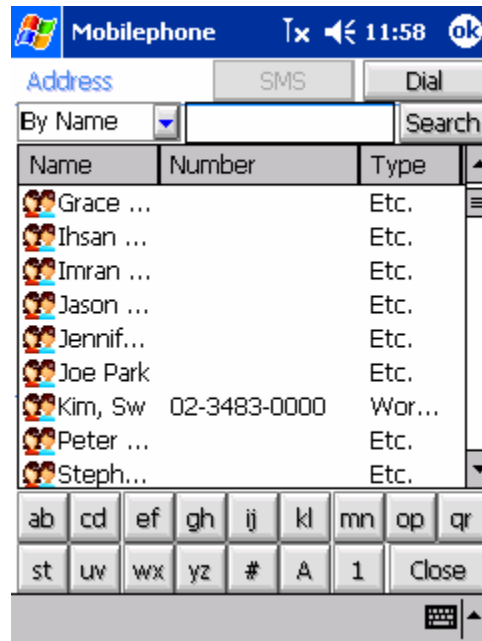 Mobilephone 11:58 ok
Address SMS Dial
By Name Search
Name Number Type
Grace ... Etc.
Ihsan ... Etc.
Imran ... Etc.
Jason ... Etc.
Jennif... Etc.
Joe Park Etc.
Kim, Sw 02-3483-0000 Wor...
Peter ... Etc.
Steph... Etc.
ab cd ef gh ij kl mn op qr
st uv wx yz # A 1 Close